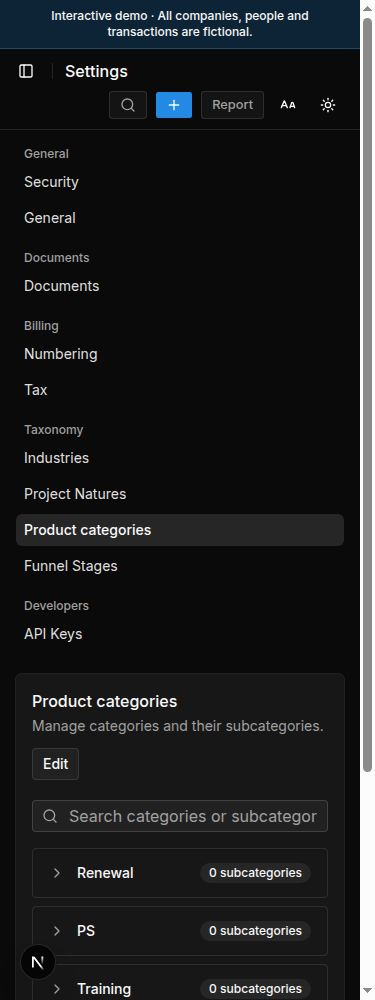 Interactive demo · All companies, people and
transactions are fictional.
Settings
Report
AA
General
Security
General
Documents
Documents
Billing
Numbering
Tax
Taxonomy
Industries
Project Natures
Product categories
Funnel Stages
Developers
API Keys
Product categories
Manage categories and their subcategories.
Edit
Search categories or subcategor
Renewal 0 subcategories
PS 0 subcategories
N
Training 0 subcategories